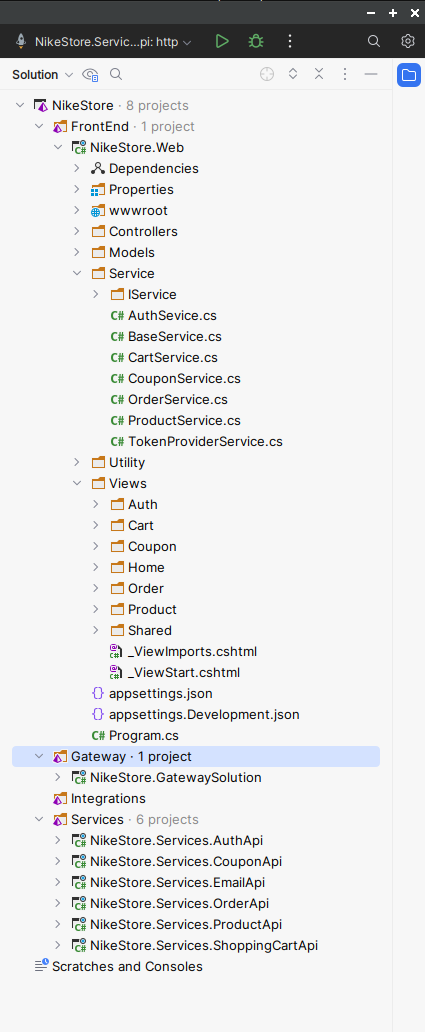 NikeStore.Servic...pi: http
Solution
NikeStore · 8 projects
FrontEnd · 1 project
NikeStore.Web
Dependencies
Properties
wwwroot
Controllers
Models
Service
IService
C# AuthSevice.cs
C# BaseService.cs
C# CartService.cs
C# CouponService.cs
C# OrderService.cs
C# ProductService.cs
C# TokenProviderService.cs
Utility
Views
Auth
Cart
Coupon
Home
Order
Product
Shared
_ViewImports.cshtml
_ViewStart.cshtml
{} appsettings.json
{} appsettings.Development.json
C# Program.cs
Gateway · 1 project
NikeStore.GatewaySolution
Integrations
Services · 6 projects
NikeStore.Services.AuthApi
NikeStore.Services.CouponApi
NikeStore.Services.EmailApi
NikeStore.Services.OrderApi
NikeStore.Services.ProductApi
NikeStore.Services.ShoppingCartApi
Scratches and Consoles